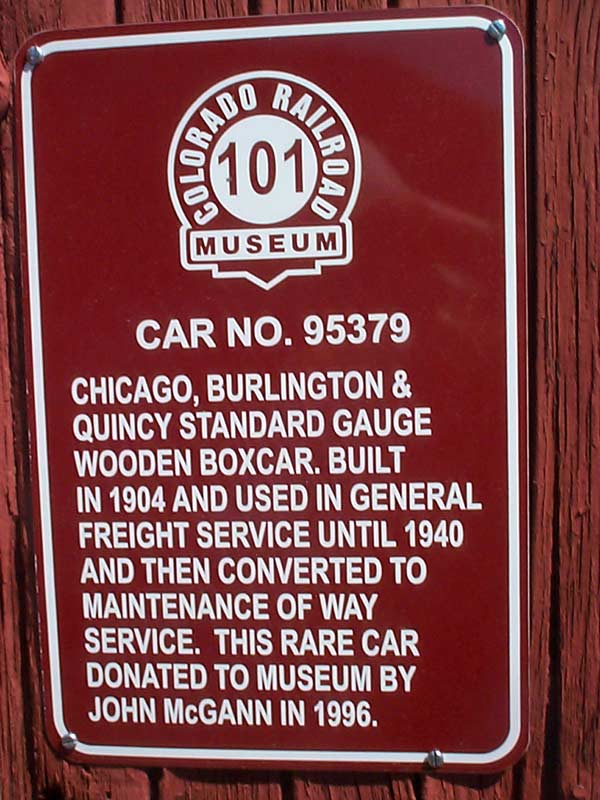 COLORADO RAILROAD
101
MUSEUM
CAR NO. 95379
CHICAGO, BURLINGTON &
QUINCY STANDARD GAUGE
WOODEN BOXCAR. BUILT
IN 1904 AND USED IN GENERAL
FREIGHT SERVICE UNTIL 1940
AND THEN CONVERTED TO
MAINTENANCE OF WAY
SERVICE. THIS RARE CAR
DONATED TO MUSEUM BY
JOHN McGANN IN 1996.